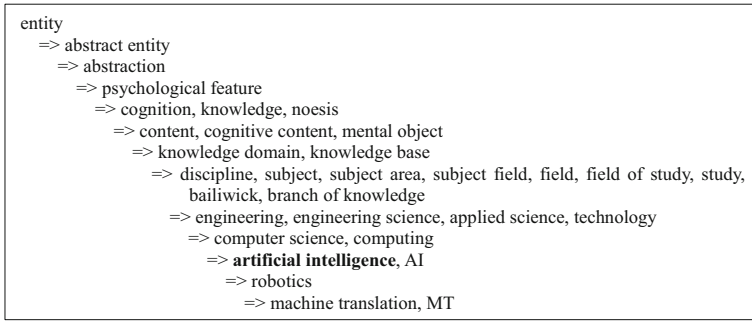 entity
=> abstract entity
=> abstraction
=> psychological feature
=> cognition, knowledge, noesis
=> content, cognitive content, mental object
=> knowledge domain, knowledge base
=> discipline, subject, subject area, subject field, field, field of study, study,
bailiwick, branch of knowledge
=> engineering, engineering science, applied science, technology
=> computer science, computing
=> artificial intelligence, AI
=> robotics
=> machine translation, MT